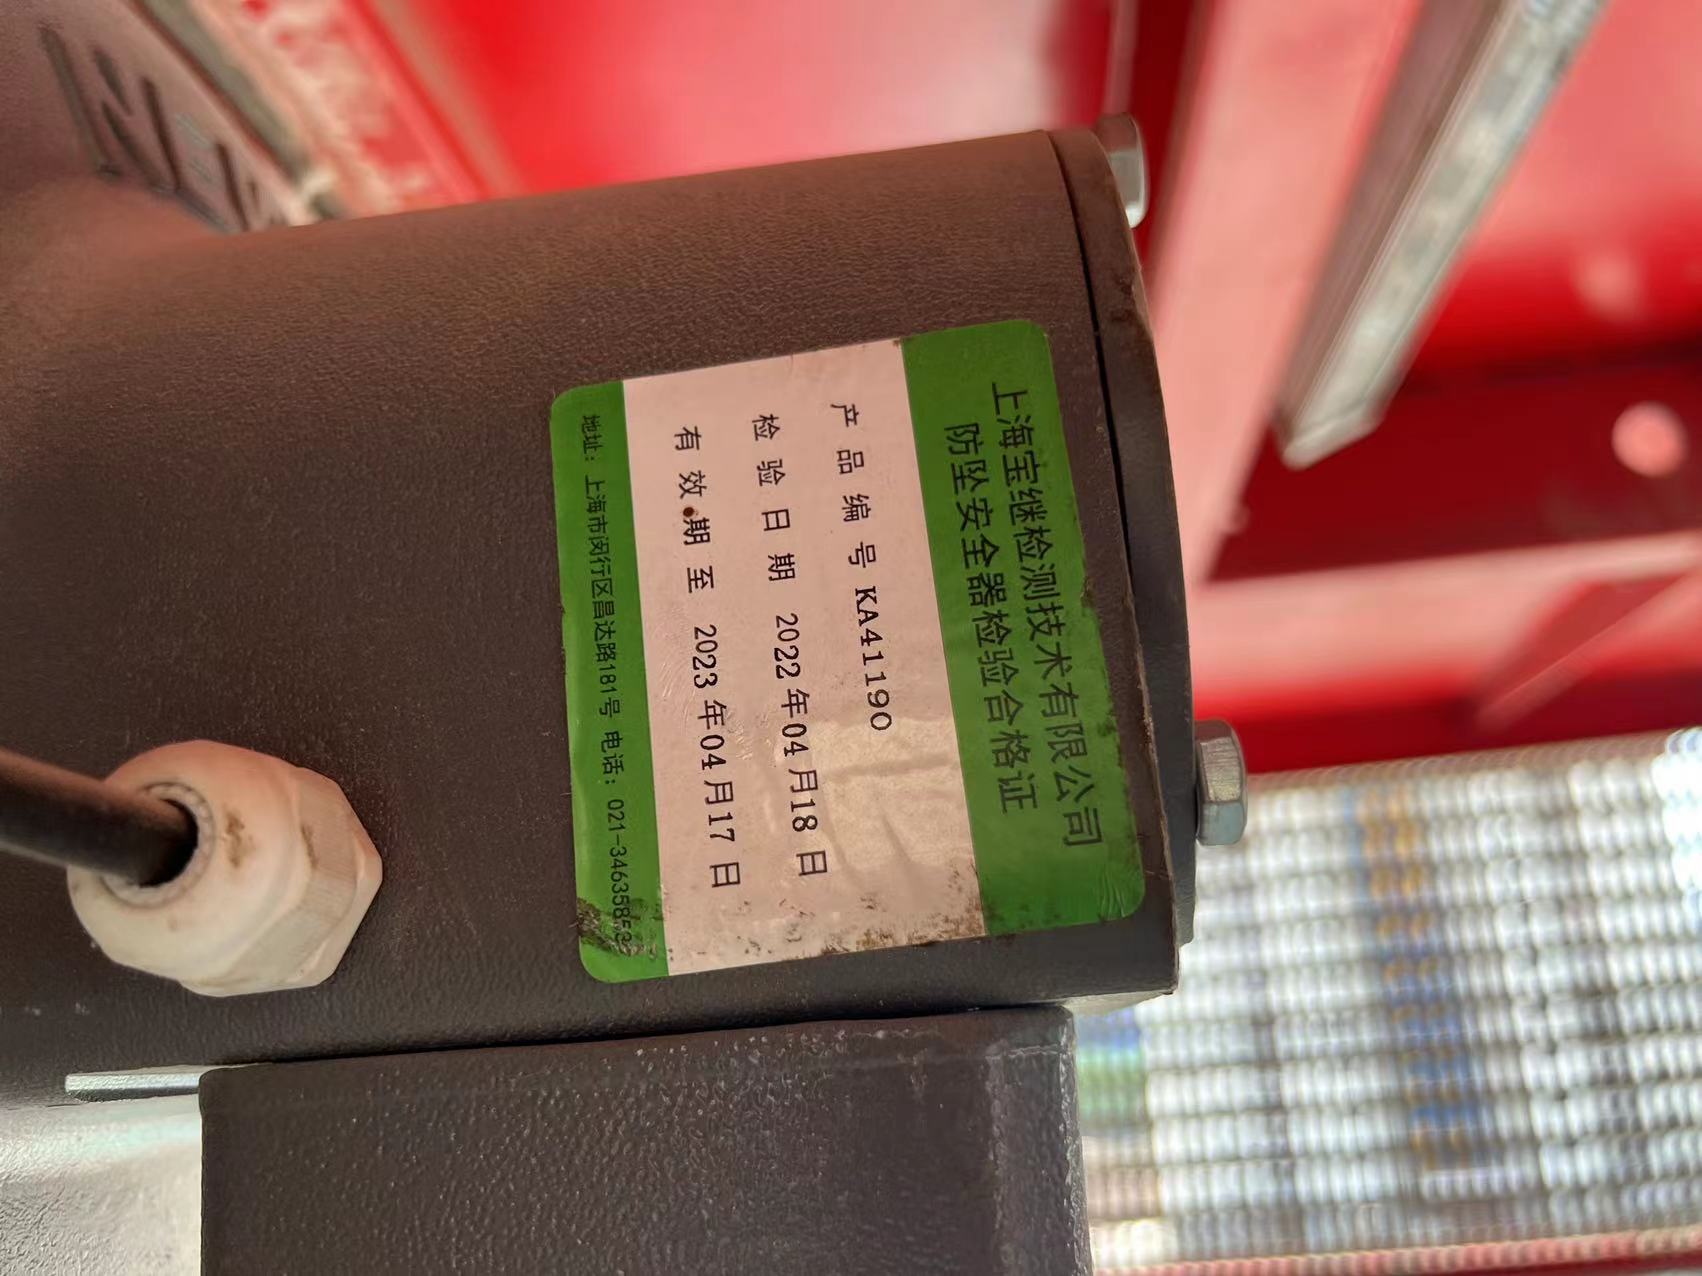 上海宝继检测技术有限公司
防坠安全器检验合格证
产品编号 KA41190
检验日期 2022年04月18日
有效期至 2023年04月17日
地址：上海市闵行区昌达路181号 电话：021-34635853